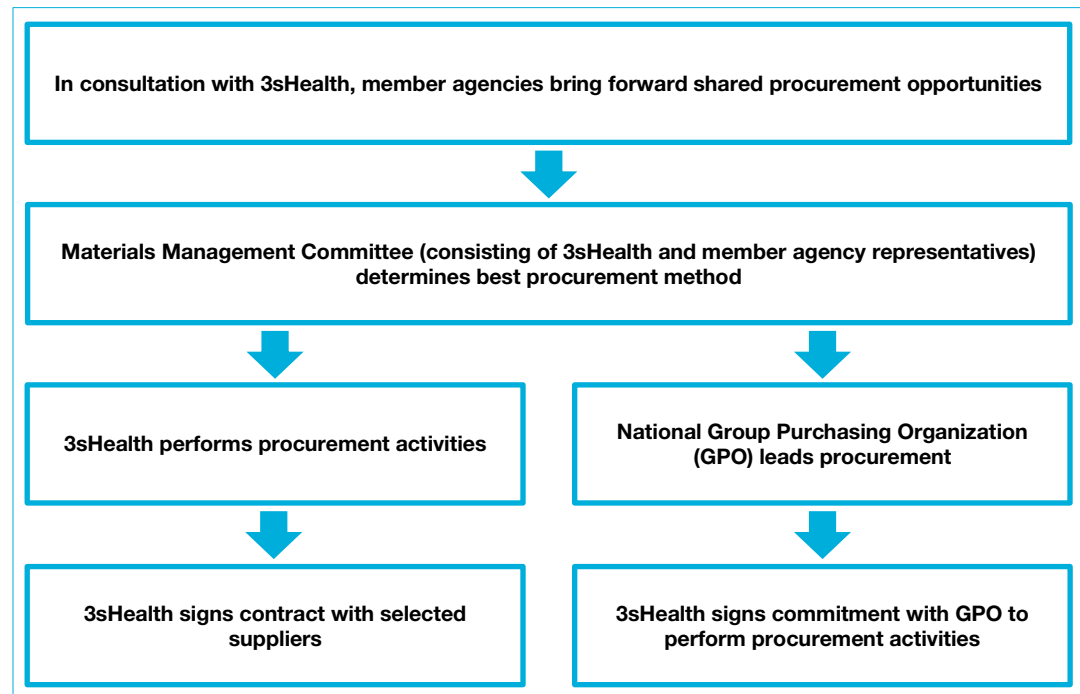 In consultation with 3sHealth, member agencies bring forward shared procurement opportunities
Materials Management Committee (consisting of 3sHealth and member agency representatives)
determines best procurement method
3sHealth performs procurement activities
National Group Purchasing Organization
(GPO) leads procurement
3sHealth signs contract with selected
suppliers
3sHealth signs commitment with GPO to
perform procurement activities